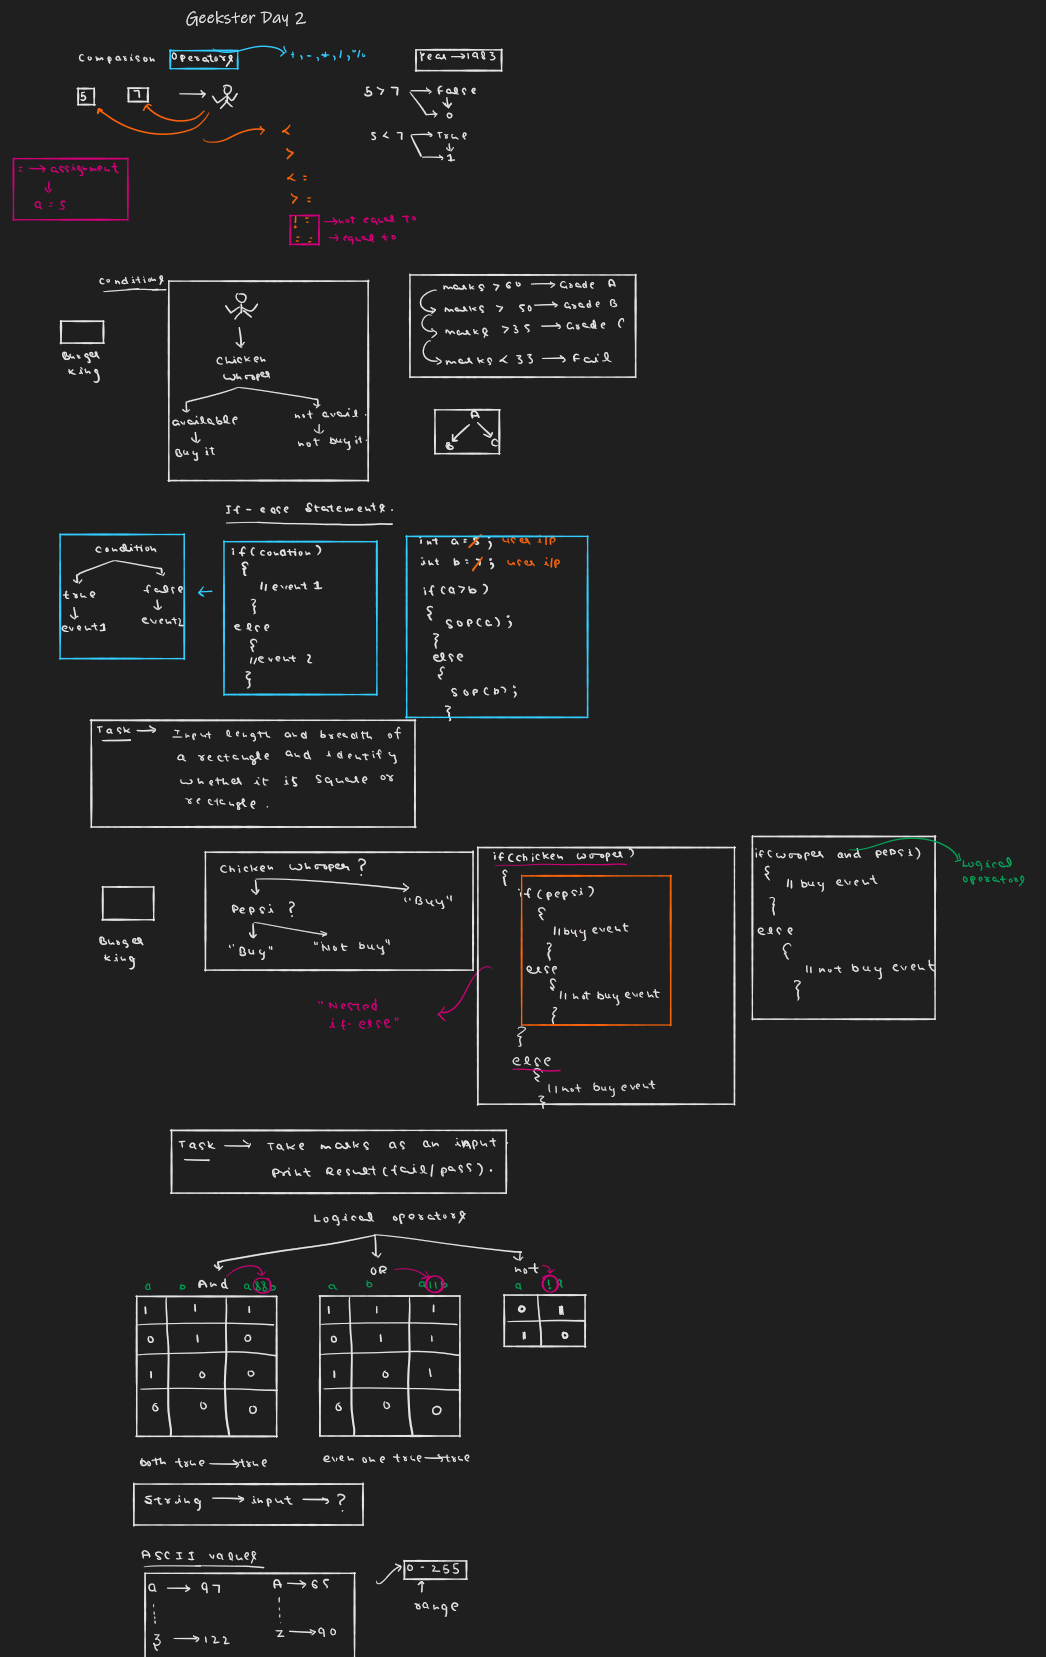 Geekster Day 2
Comparison Operators → +, -, *, /, %
Year → 1983
5 7 →
5 > 7 → False
↓
0
5 < 7 → True
↓
1
<
>
< =
> =
! = → not equal to
= = → equal to
= → assignment
↓
a = 5
Conditions
Burger
King
Chicken
Whooper
available
↓
Buy it
not avail.
↓
not buy it.
marks > 60 → Grade A
marks > 50 → Grade B
marks > 35 → Grade C
marks < 33 → Fail
A
B C
If - else Statements.
Condition
true false
↓ ↓
event1 event2
if(condtion)
{
// event 1
}
else
{
//event 2
}
int a = 5; user i/p
int b = 7; user i/p
if(a>b)
{
SOP(a);
}
else
{
SOP(b);
}
Task → Input length and breadth of
a rectangle and identify
whether it is square or
rectangle.
Burger
King
Chicken Whooper?
Pepsi ? "Buy"
"Buy" "Not buy"
"Nested
if-else"
if(chicken wooper)
{
if(pepsi)
{
//buy event
}
else
{
//not buy event
}
}
else
{
//not buy event
}
if(wooper and pepsi)
{
// buy event
}
else
{
//not buy event
}
Logical
operators
Task → Take marks as an input
Print Result(fail/pass).
Logical operators
And OR not
a b a&&b
1 1 1
0 1 0
1 0 0
0 0 0
both true → true
a b a||b
1 1 1
0 1 1
1 0 1
0 0 0
even one true → true
a !a
0 1
1 0
String → input → ?
ASCII values
a → 97 A → 65
z → 122 Z → 90
0 - 255
↑
range